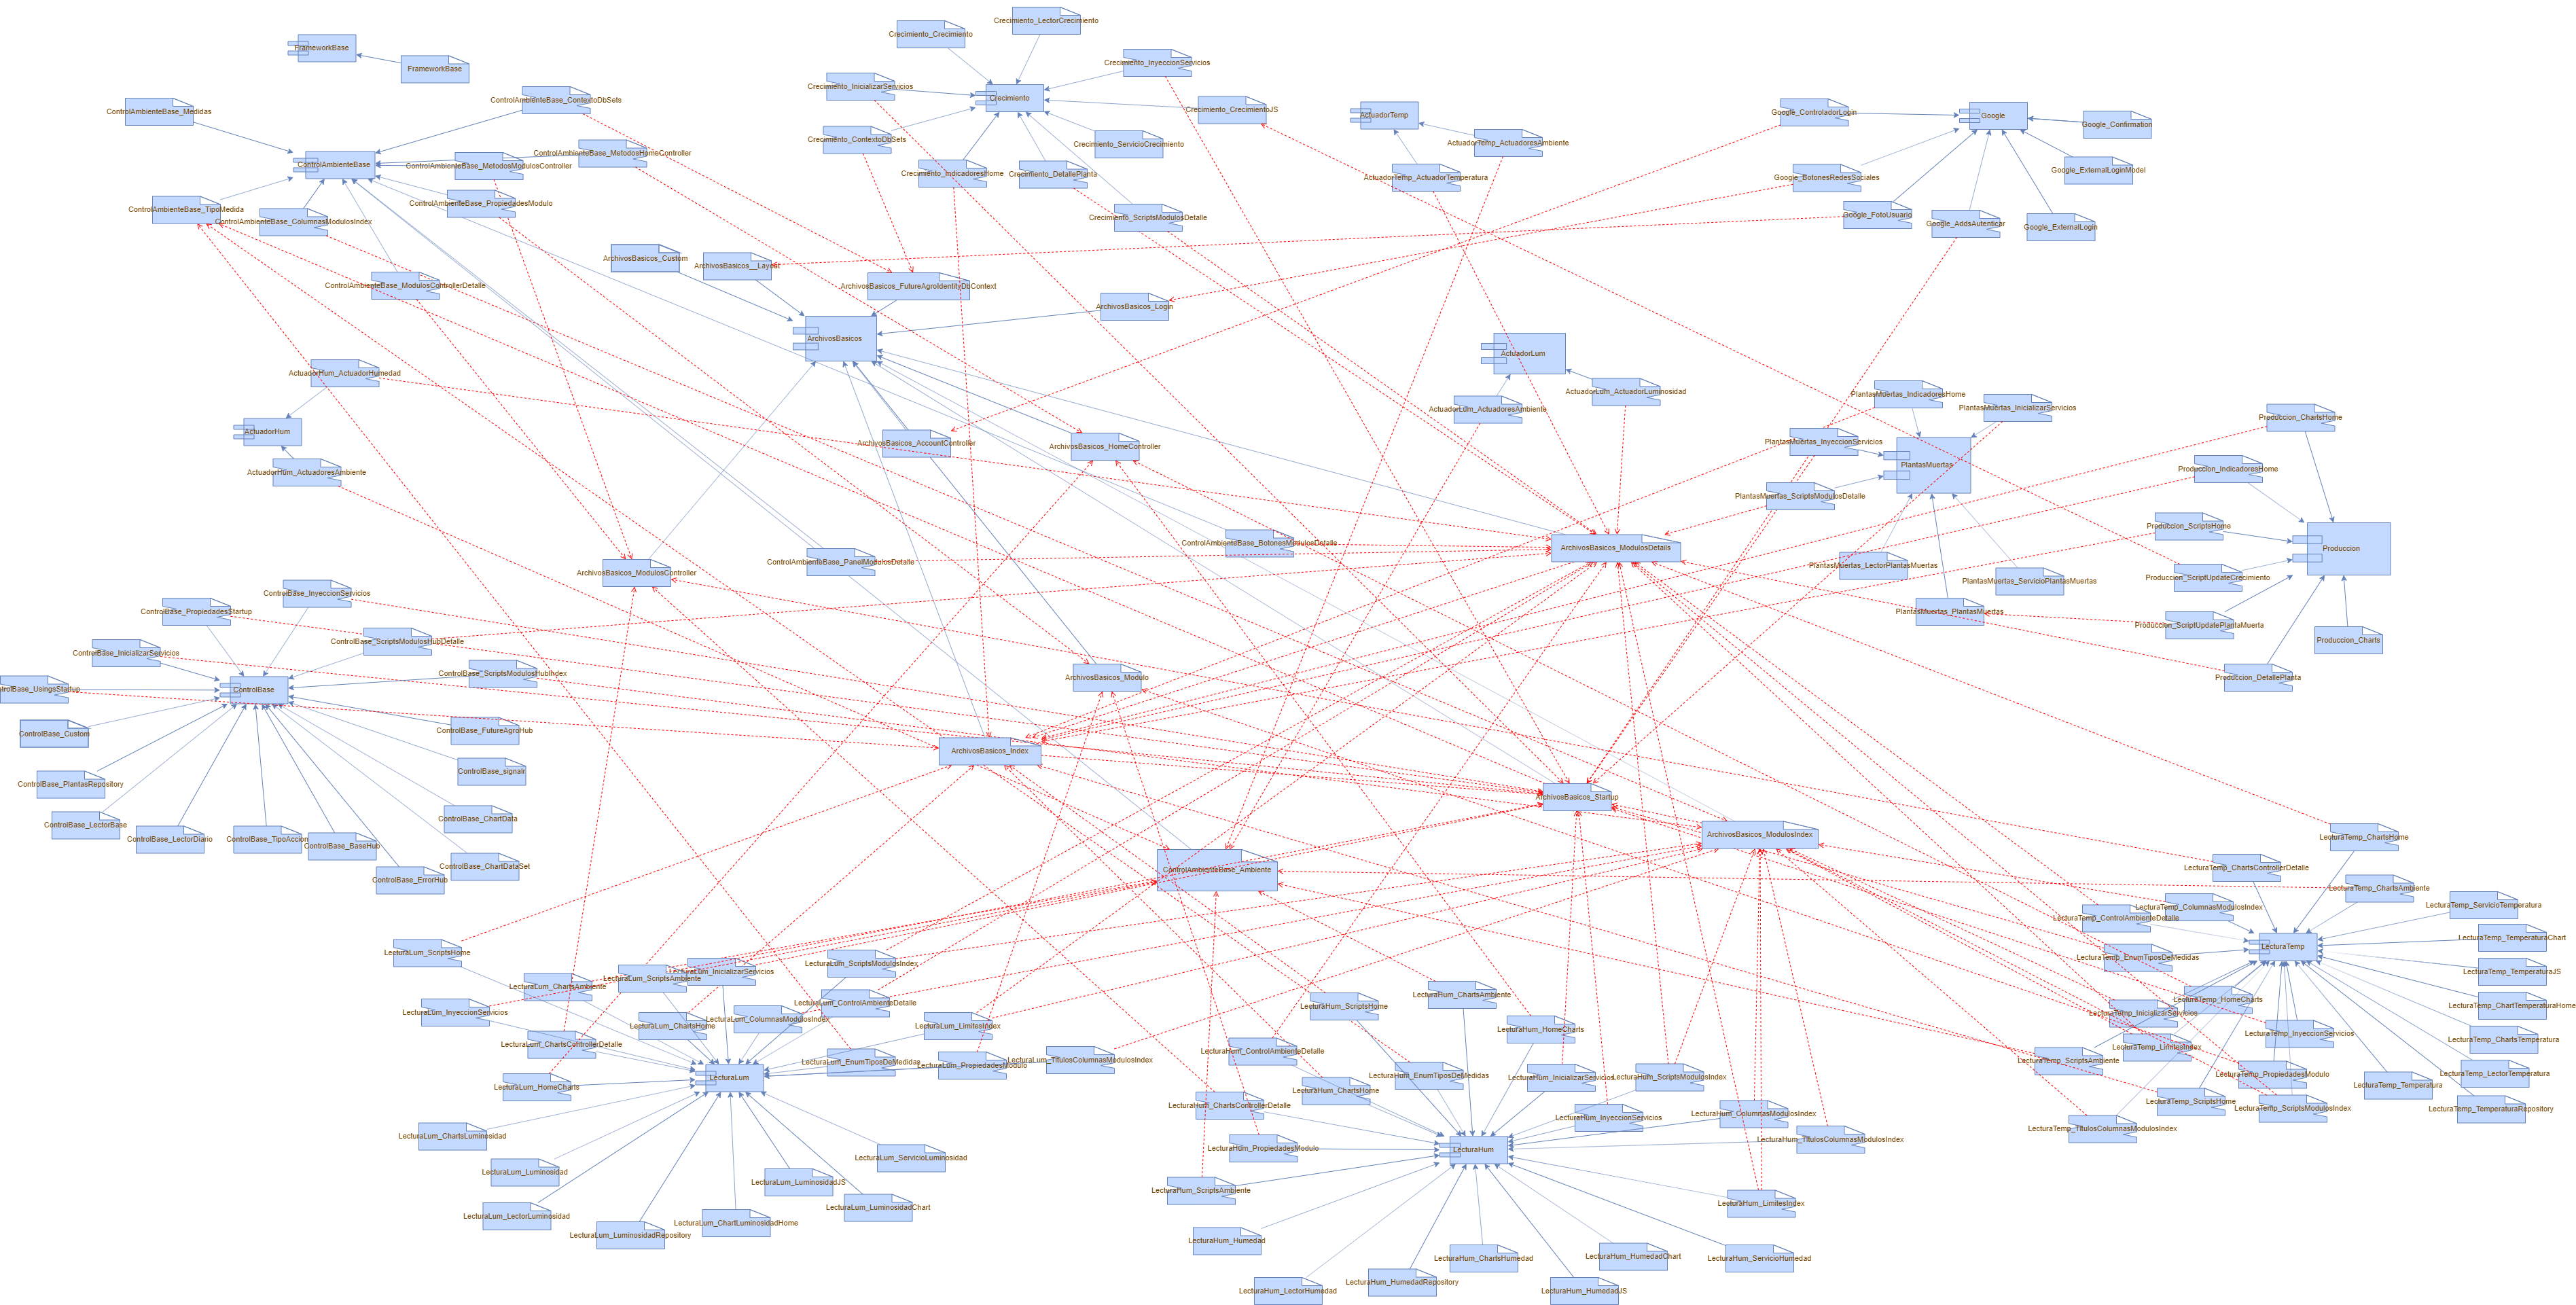 Crecimiento_LectorCrecimiento
Crecimiento_Crecimiento
FrameworkBase
FrameworkBase
Crecimiento_InyeccionServicios
Crecimiento_InicializarServicios
Crecimiento
ControlAmbienteBase_ContextoDbSets
ControlAmbienteBase_Medidas
Crecimiento_CrecimientoJS
ActuadorTemp
Google_ControladorLogin
Google
Google_Confirmation
Crecimiento_ContextoDbSets
Crecimiento_ServicioCrecimiento
ActuadorTemp_ActuadoresAmbiente
ControlAmbienteBase_MetodosHomeController
ControlAmbienteBase
ControlAmbienteBase_MetodosModulosController
Crecimiento_IndicadoresHome
Crecimiento_DetallePlanta
ActuadorTemp_ActuadorTemperatura
Google_BotonesRedesSociales
Google_ExternalLoginModel
ControlAmbienteBase_PropiedadesModulo
ControlAmbienteBase_TipoMedida
ControlAmbienteBase_ColumnasModulosIndex
Crecimiento_ScriptsModulosDetalle
Google_FotoUsuario
Google_AddsAutenticar
Google_ExternalLogin
ArchivosBasicos_Custom
ArchivosBasicos__Layout
ControlAmbienteBase_ModulosControllerDetalle
ArchivosBasicos_FutureAgroIdentityDbContext
ArchivosBasicos_Login
ArchivosBasicos
ActuadorLum
ActuadorHum_ActuadorHumedad
ActuadorLum_ActuadorLuminosidad
PlantasMuertas_IndicadoresHome
ActuadorLum_ActuadoresAmbiente
PlantasMuertas_InicializarServicios
Produccion_ChartsHome
ActuadorHum
ArchivosBasicos_AccountController
ArchivosBasicos_HomeController
PlantasMuertas_InyeccionServicios
PlantasMuertas
Produccion_IndicadoresHome
ActuadorHum_ActuadoresAmbiente
PlantasMuertas_ScriptsModulosDetalle
Produccion_ScriptsHome
ControlAmbienteBase_BotonesModulosDetalle
ArchivosBasicos_ModulosDetails
Produccion
ControlAmbienteBase_PanelModulosDetalle
PlantasMuertas_LectorPlantasMuertas
ArchivosBasicos_ModulosController
Produccion_ScriptUpdateCrecimiento
PlantasMuertas_ServicioPlantasMuertas
ControlBase_InyeccionServicios
ControlBase_PropiedadesStartup
PlantasMuertas_PlantasMuertas
Produccion_ScriptUpdatePlantaMuerta
ControlBase_ScriptsModulosHubDetalle
Produccion_Charts
ControlBase_InicializarServicios
ControlBase_ScriptsModulosHubIndex
ArchivosBasicos_Modulo
Produccion_DetallePlanta
ntrolBase_UsingsStartup
ControlBase
ControlBase_Custom
ControlBase_FutureAgroHub
ArchivosBasicos_Index
ControlBase_signalr
ControlBase_PlantasRepository
ArchivosBasicos_Startup
ControlBase_ChartData
ControlBase_LectorBase
ControlBase_LectorDiario
ControlBase_TipoAccion
ControlBase_BaseHub
ArchivosBasicos_ModulosIndex
LecturaTemp_ChartsHome
ControlBase_ChartDataSet
ControlBase_ErrorHub
ControlAmbienteBase_Ambiente
LecturaTemp_ChartsControllerDetalle
LecturaTemp_ChartsAmbiente
LecturaTemp_ServicioTemperatura
LecturaTemp_ColumnasModulosIndex
LecturaTemp_ControlAmbienteDetalle
LecturaTemp_TemperaturaChart
LecturaTemp
LecturaLum_ScriptsHome
LecturaTemp_EnumTiposDeMedidas
LecturaLum_ScriptsModulosIndex
LecturaLum_InicializarServicios
LecturaTemp_TemperaturaJS
LecturaLum_ScriptsAmbiente
LecturaLum_ChartsAmbiente
LecturaHum_ChartsAmbiente
LecturaTemp_HomeCharts
LecturaLum_ControlAmbienteDetalle
LecturaHum_ScriptsHome
LecturaTemp_ChartTemperaturaHome
LecturaLum_InyeccionServicios
LecturaTemp_InicializarServicios
LecturaLum_ColumnasModulosIndex
LecturaLum_ChartsHome
LecturaLum_LimitesIndex
LecturaHum_HomeCharts
LecturaTemp_InyeccionServicios
LecturaTemp_ChartsTemperatura
LecturaLum_ChartsControllerDetalle
LecturaTemp_LimitesIndex
LecturaHum_ControlAmbienteDetalle
LecturaLum_TitulosColumnasModulosIndex
LecturaTemp_ScriptsAmbiente
LecturaLum_EnumTiposDeMedidas
LecturaLum_PropiedadesModulo
LecturaHum_InicializarServicios
LecturaTemp_PropiedadesModulo
LecturaTemp_LectorTemperatura
LecturaHum_EnumTiposDeMedidas
LecturaHum_ScriptsModulosIndex
LecturaLum
LecturaTemp_Temperatura
LecturaLum_HomeCharts
LecturaHum_ChartsHome
LecturaTemp_ScriptsHome
LecturaHum_ChartsControllerDetalle
LecturaTemp_ScriptsModulosIndex
LecturaTemp_TemperaturaRepository
LecturaHum_ColumnasModulosIndex
LecturaHum_InyeccionServicios
LecturaTemp_TitulosColumnasModulosIndex
LecturaLum_ChartsLuminosidad
LecturaHum_TitulosColumnasModulosIndex
LecturaHum_PropiedadesModulo
LecturaHum
LecturaLum_ServicioLuminosidad
LecturaLum_Luminosidad
LecturaLum_LuminosidadJS
LecturaHum_ScriptsAmbiente
LecturaHum_LimitesIndex
LecturaLum_LuminosidadChart
LecturaLum_LectorLuminosidad
LecturaLum_ChartLuminosidadHome
LecturaLum_LuminosidadRepository
LecturaHum_Humedad
LecturaHum_HumedadChart
LecturaHum_ChartsHumedad
LecturaHum_ServicioHumedad
LecturaHum_HumedadRepository
LecturaHum_LectorHumedad
LecturaHum_HumedadJS